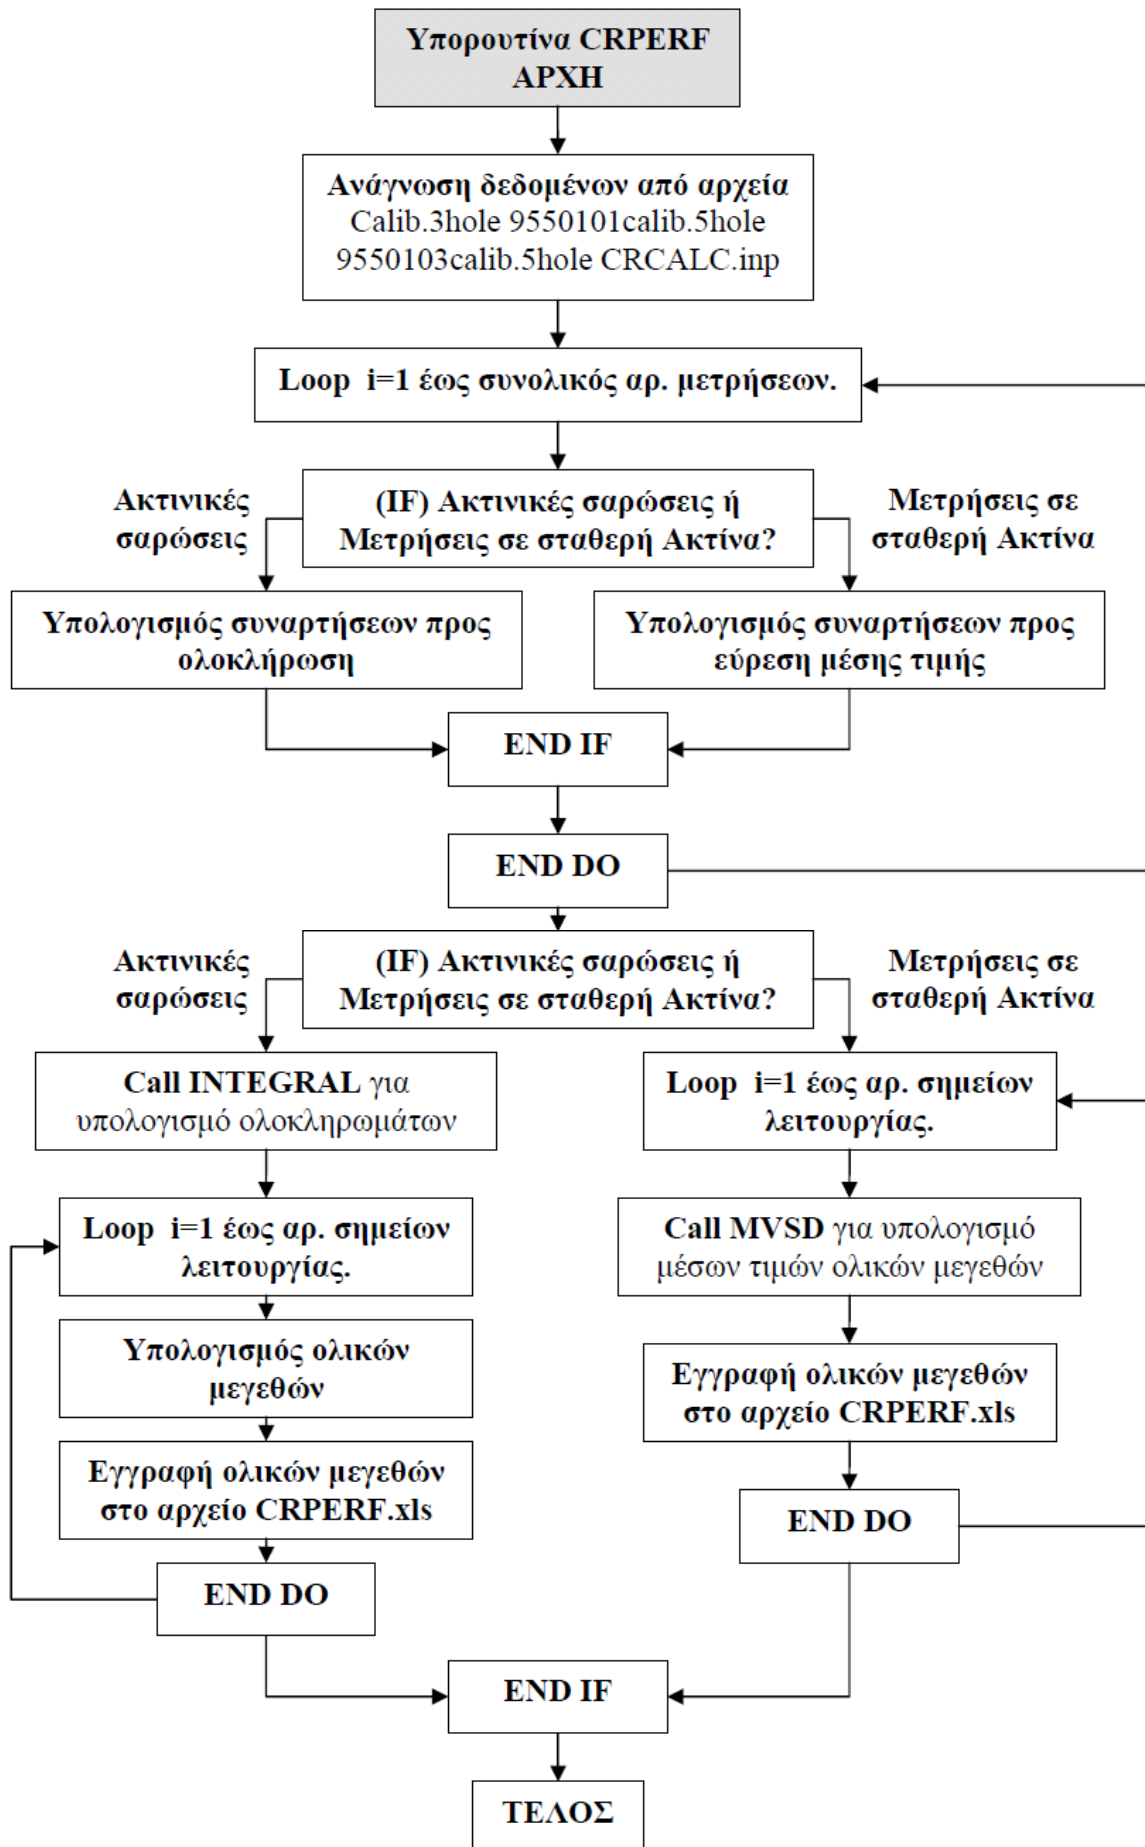 Υπορουτίνα CRPERF
ΑΡΧΗ
Ανάγνωση δεδομένων από αρχεία
Calib.3hole 9550101calib.5hole
9550103calib.5hole CRCALC.inp
Loop i=1 έως συνολικός αρ. μετρήσεων.
Ακτινικές
σαρώσεις
(IF) Ακτινικές σαρώσεις ή
Μετρήσεις σε σταθερή Ακτίνα?
Μετρήσεις σε
σταθερή Ακτίνα
Υπολογισμός συναρτήσεων προς
ολοκλήρωση
Υπολογισμός συναρτήσεων προς
εύρεση μέσης τιμής
END IF
END DO
Ακτινικές
σαρώσεις
(IF) Ακτινικές σαρώσεις ή
Μετρήσεις σε σταθερή Ακτίνα?
Μετρήσεις σε
σταθερή Ακτίνα
Call INTEGRAL για
υπολογισμό ολοκληρωμάτων
Loop i=1 έως αρ. σημείων
λειτουργίας.
Υπολογισμός ολικών
μεγεθών
Εγγραφή ολικών μεγεθών
στο αρχείο CRPERF.xls
END DO
Loop i=1 έως αρ. σημείων
λειτουργίας.
Call MVSD για υπολογισμό
μέσων τιμών ολικών μεγεθών
Εγγραφή ολικών μεγεθών
στο αρχείο CRPERF.xls
END DO
END IF
ΤΕΛΟΣ